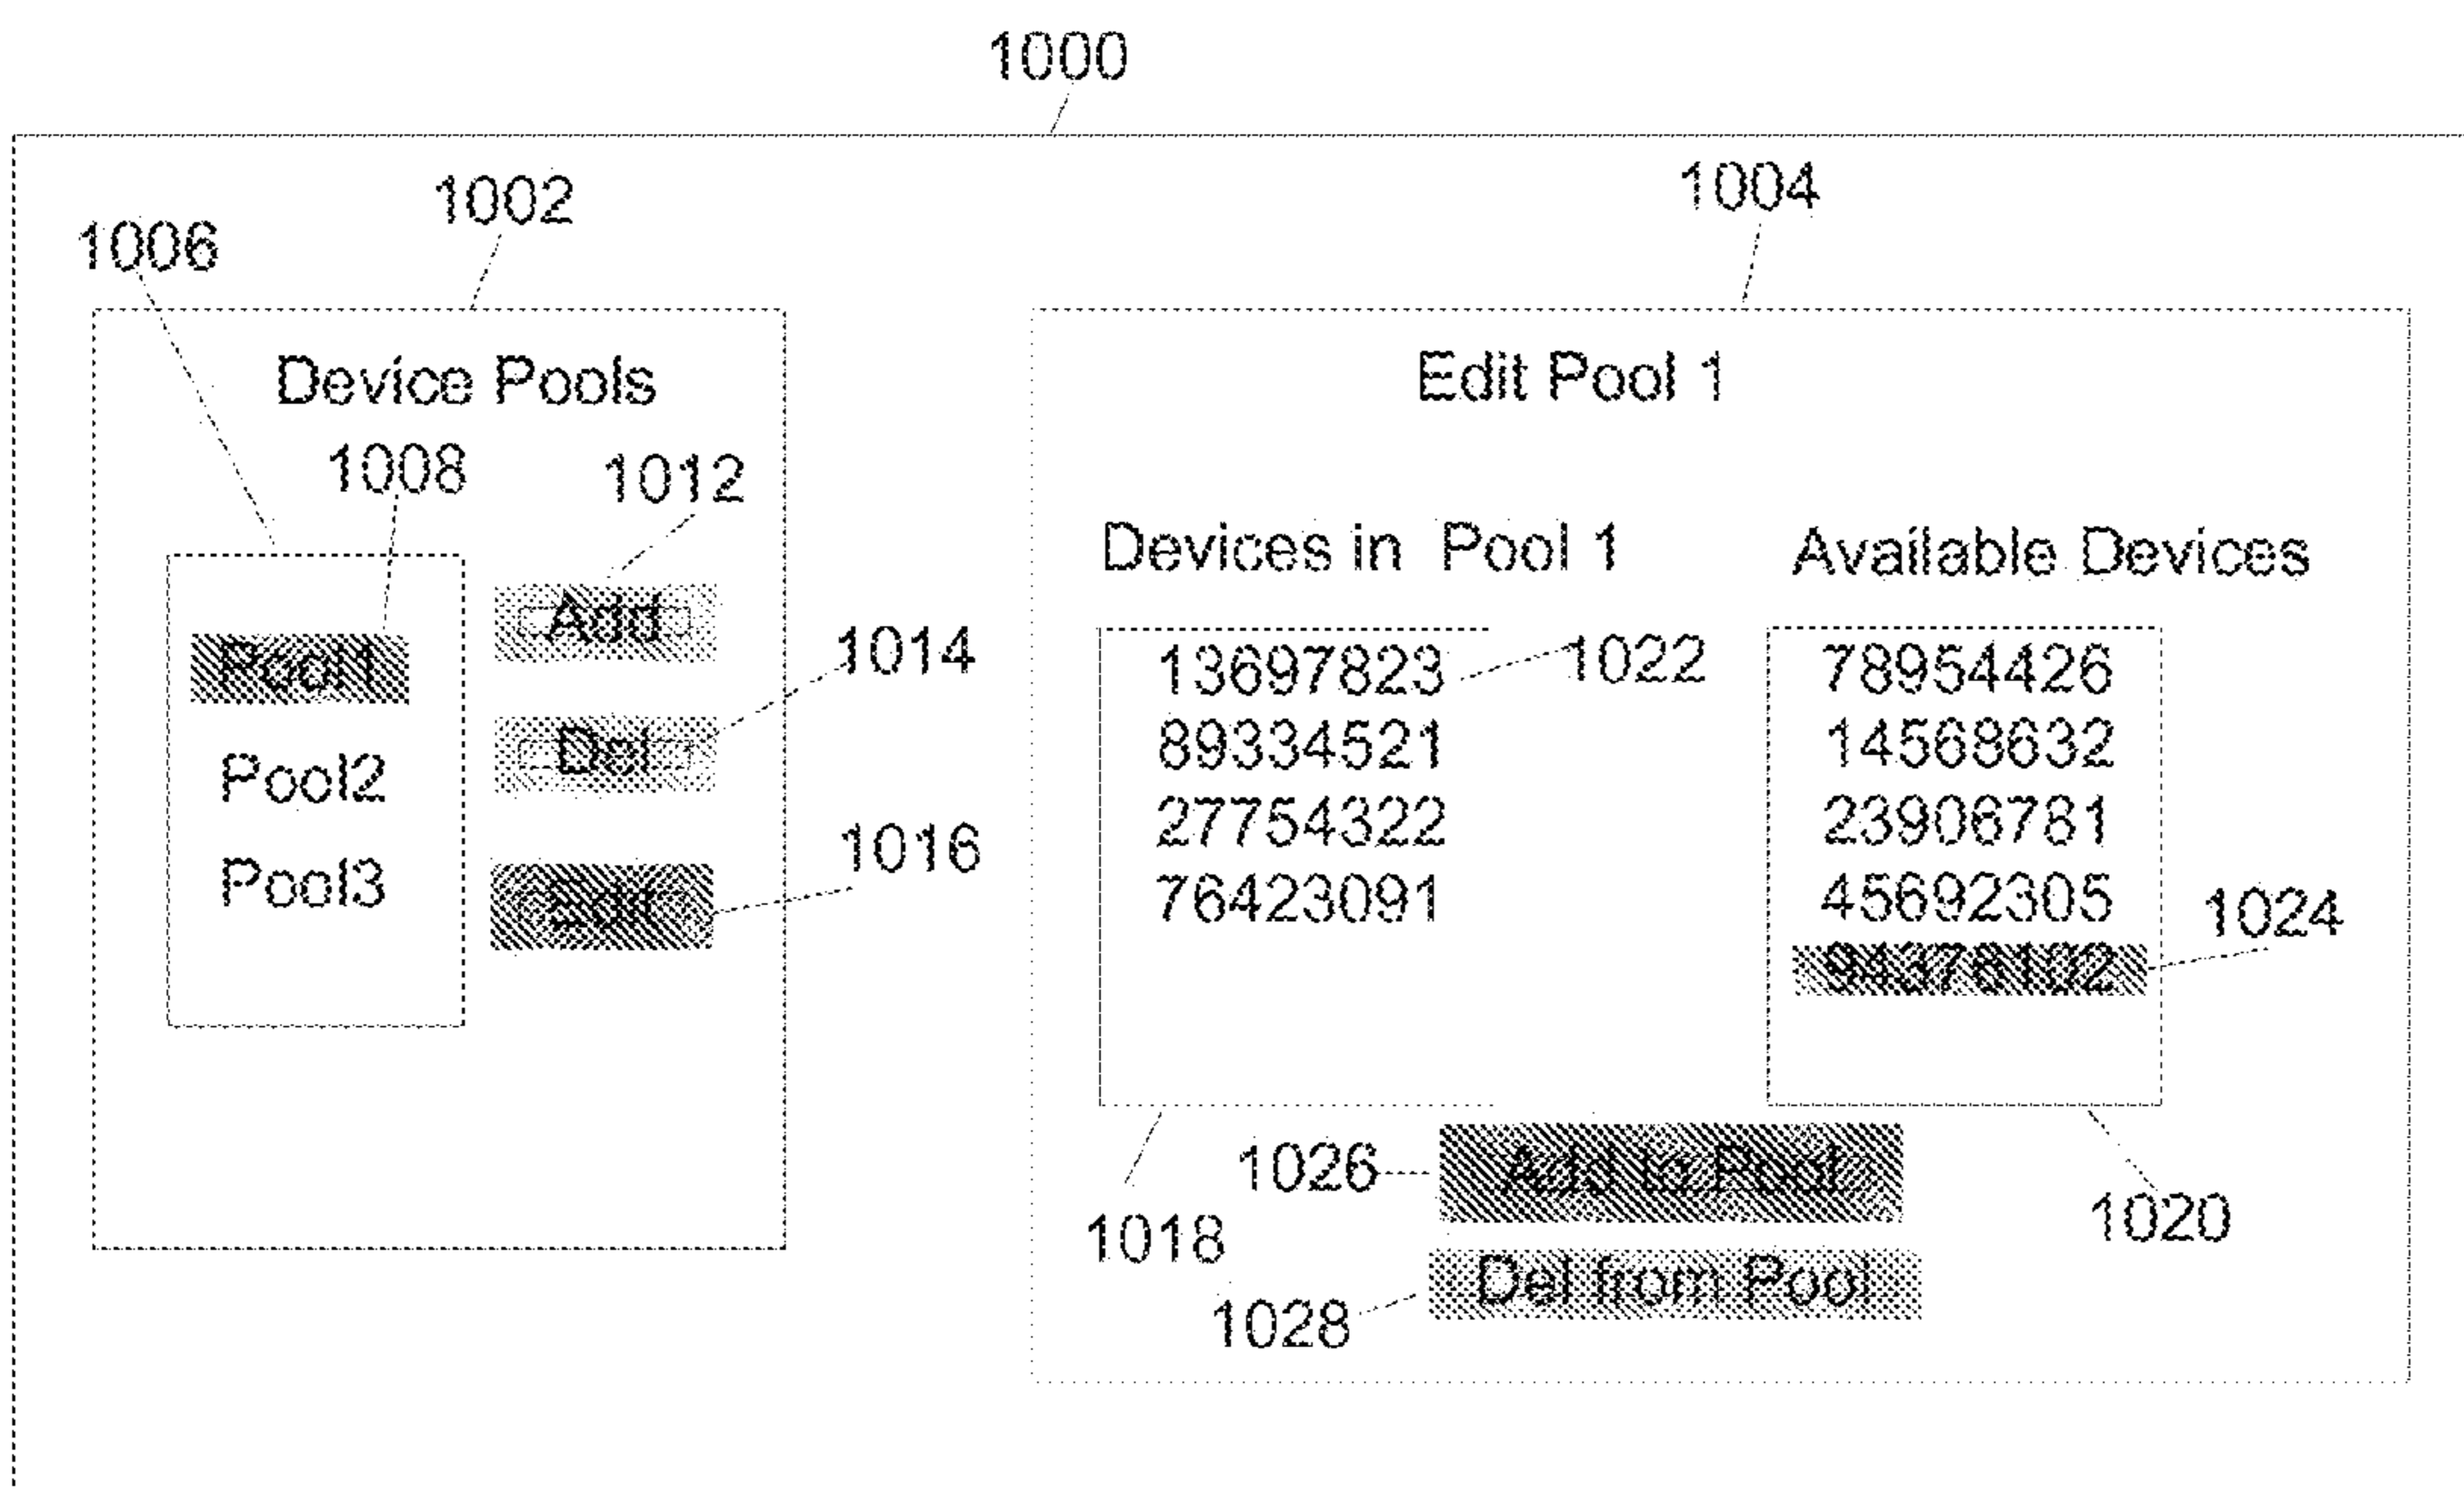 1000
1002
1004
1006
Device Pools
Edit Pool 1
1008
1012
Devices in Pool 1
Available Devices
Add
Pool1
1014
13697823
1022
78954426
89334521
14568632
Del
Pool2
27754322
23906781
1016
Pool3
Edit
76423091
45692305
1024
94376102
1026
Add to Pool
1018
1020
Del from Pool
1028